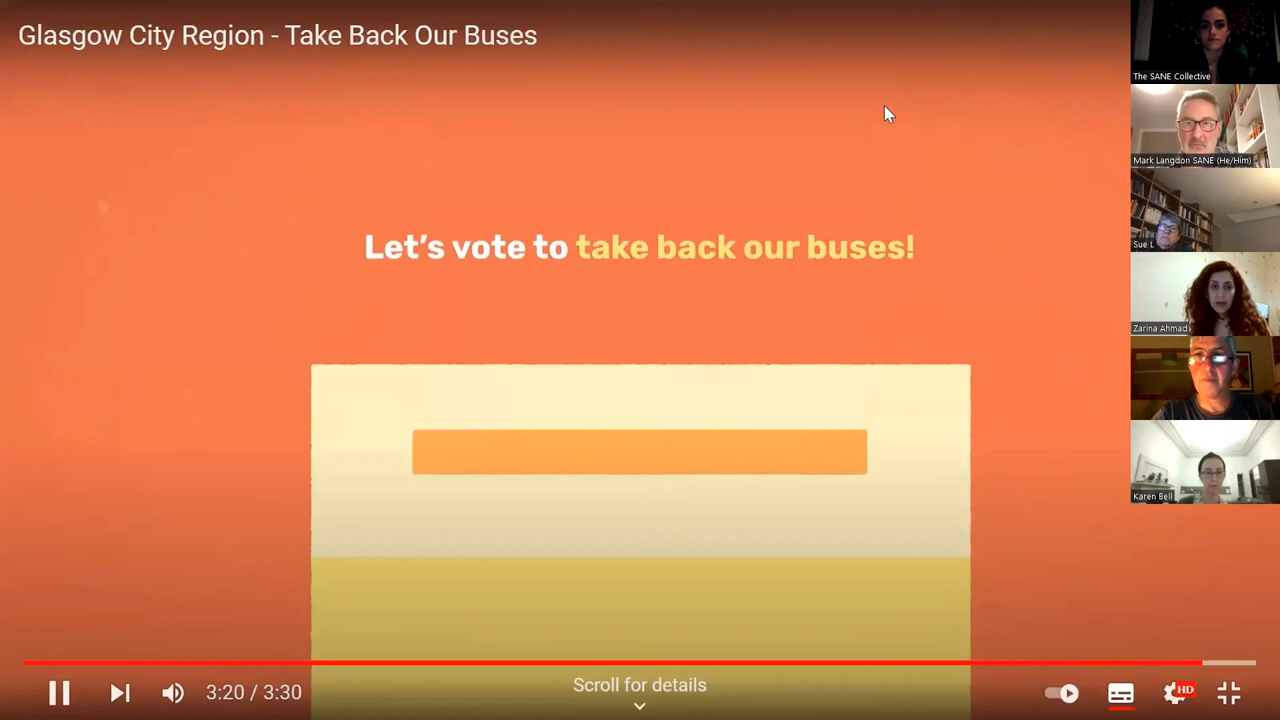 Glasgow City Region - Take Back Our Buses
The SANE Collective
Mark Langdon SANE (He/Him)
Let's vote to take back our buses!
Sue L
Zarina Ahmad
Karen Bell
3:20 / 3:30
Scroll for details
HD